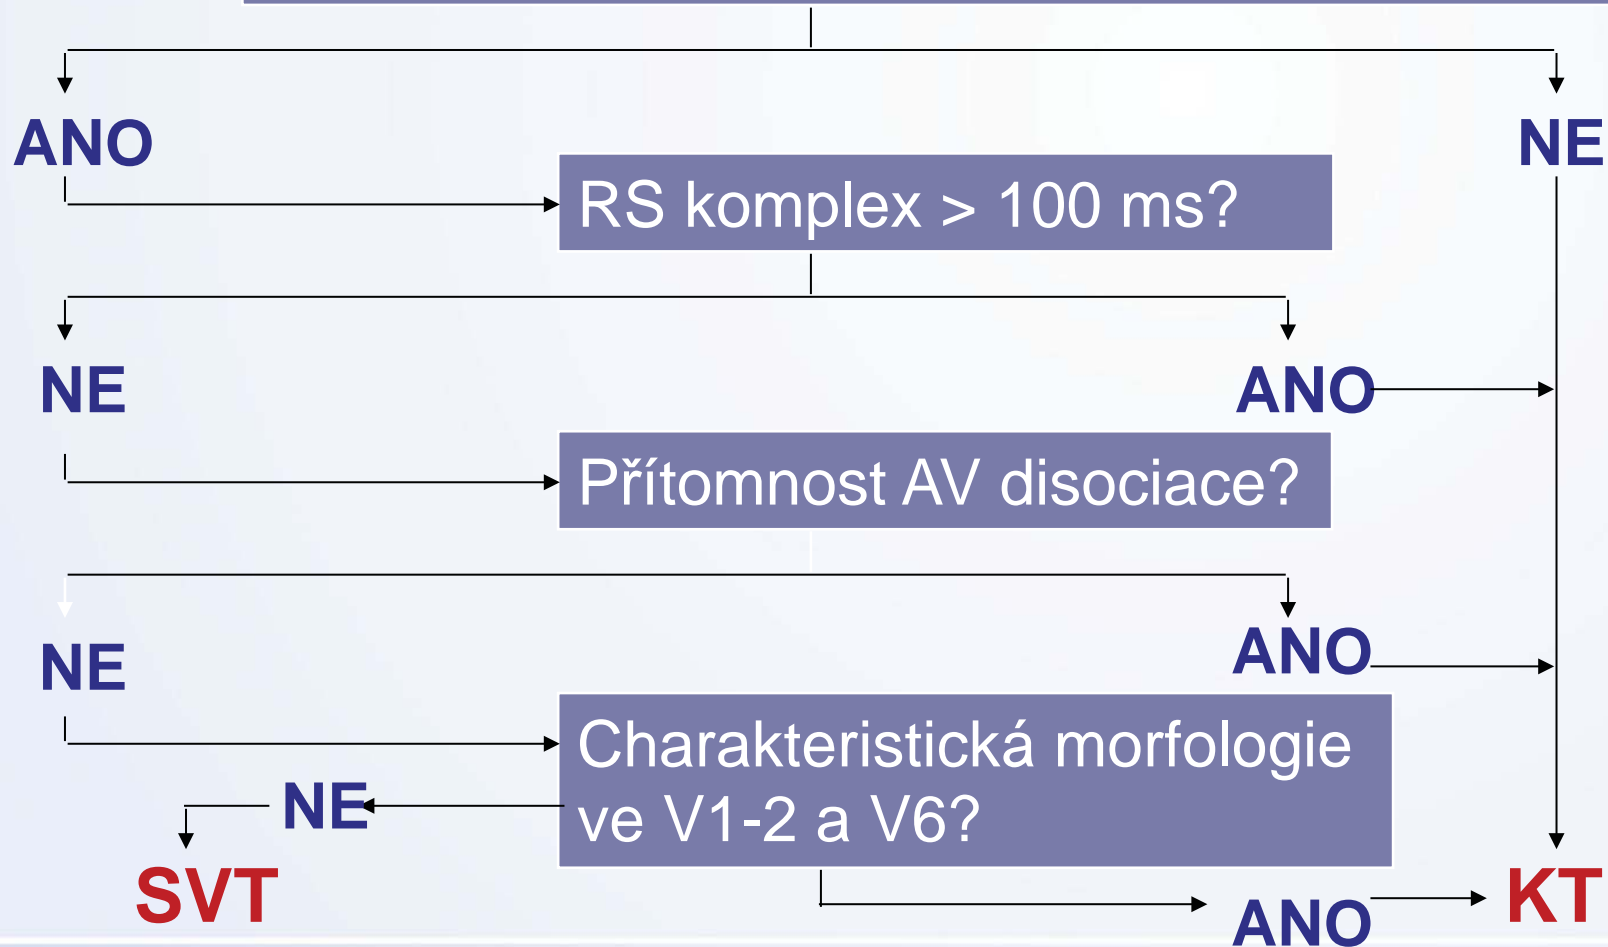 ANO
NE
RS komplex > 100 ms?
NE
ANO
Přítomnost AV disociace?
NE
ANO
Charakteristická morfologie
ve V1-2 a V6?
NE
SVT
ANO
KT